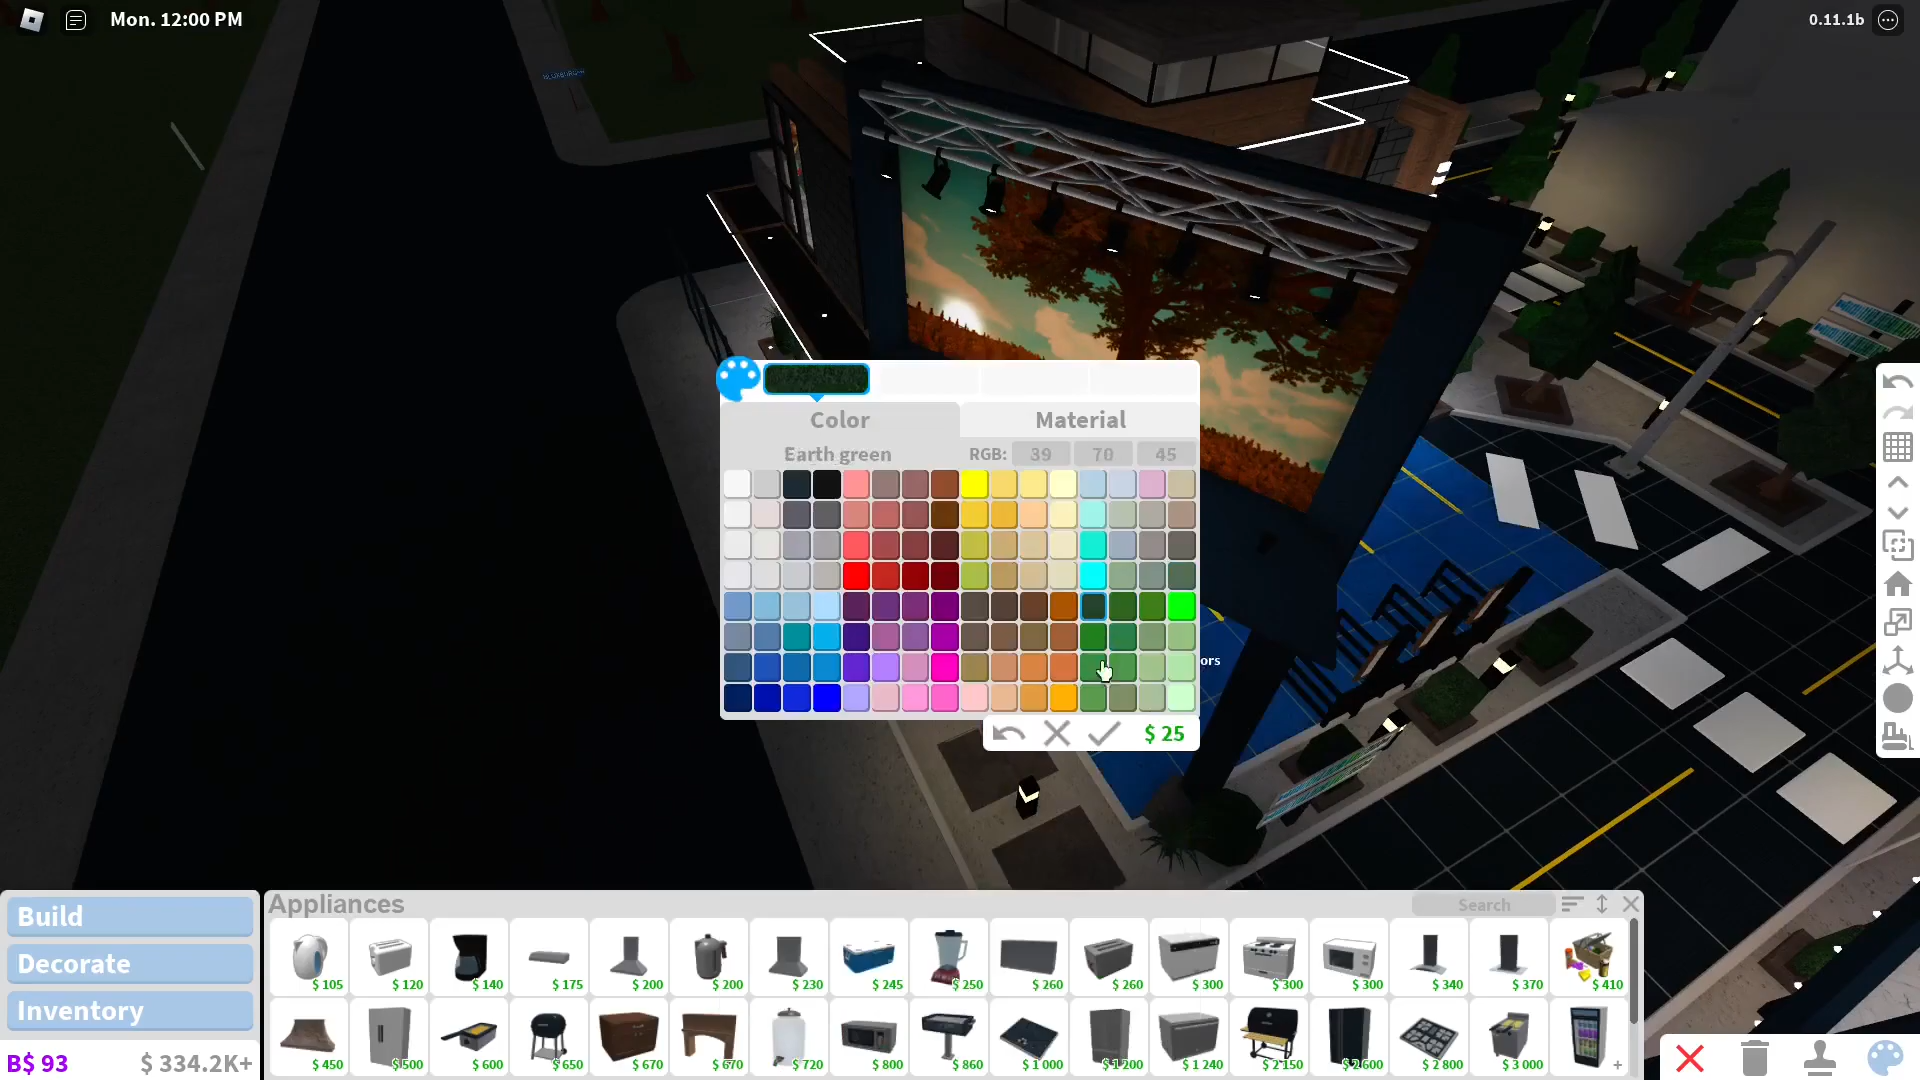 Mon. 12:00 PM
0.11.1b
Color
Material
Earth green
RGB: 39 70 45
ors
$ 25
Build
Decorate
Inventory
B$ 93
$ 334.2K+
Appliances
Search
$ 105
$ 120
$ 140
$ 175
$ 200
$ 200
$ 230
$ 245
$ 250
$ 260
$ 260
$ 300
$ 300
$ 300
$ 340
$ 370
$ 410
$ 450
$ 500
$ 600
$ 650
$ 670
$ 670
$ 720
$ 800
$ 860
$ 1 000
$ 1 200
$ 1 240
$ 2 150
$ 2 600
$ 2 800
$ 3 000
+